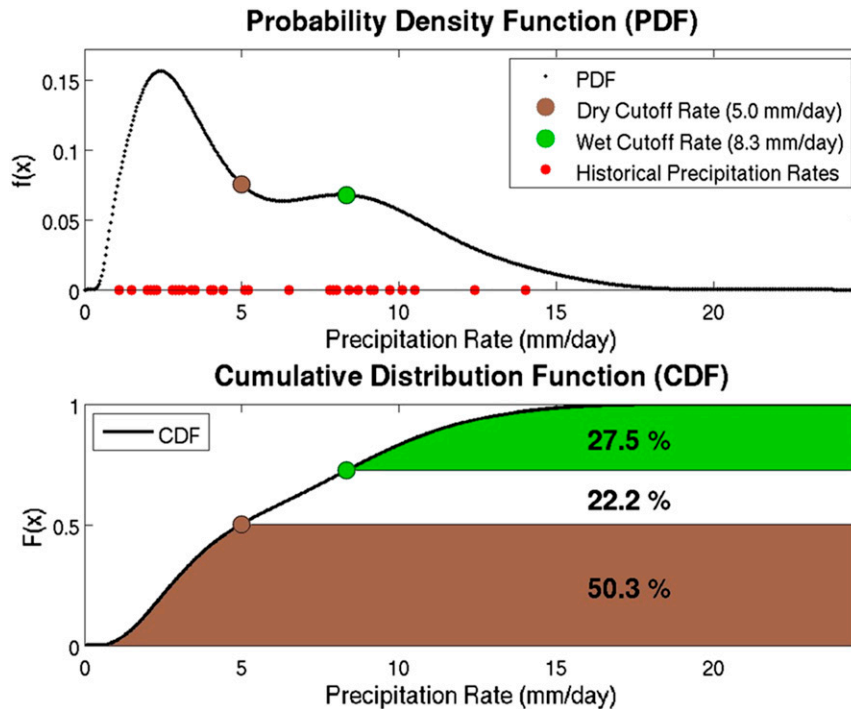 Probability Density Function (PDF)
0.15
0.1
0.05
0
f(x)
PDF
Dry Cutoff Rate (5.0 mm/day)
Wet Cutoff Rate (8.3 mm/day)
Historical Precipitation Rates
0 5 10 15 20
Precipitation Rate (mm/day)
Cumulative Distribution Function (CDF)
1
0.5
0
F(x)
CDF
27.5 %
22.2 %
50.3 %
0 5 10 15 20
Precipitation Rate (mm/day)